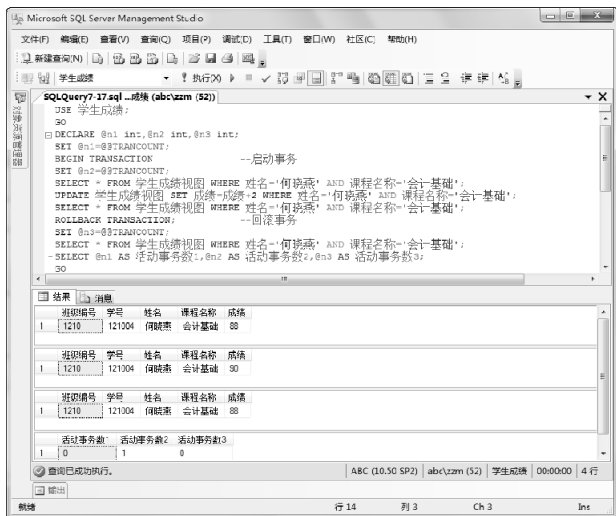 Microsoft SQL Server Management Studio
文件(F) 编辑(E) 查看(V) 查询(Q) 项目(P) 调试(D) 工具(T) 窗口(W) 社区(C) 帮助(H)
新建查询(N)
学生成绩 执行(X)
对象资源管理器
SQLQuery7-17.sql ...成绩 (abc\zzm (52))
USE 学生成绩;
GO
DECLARE @n1 int,@n2 int,@n3 int;
SET @n1=@@TRANCOUNT;
BEGIN TRANSACTION --启动事务
SET @n2=@@TRANCOUNT;
SELECT * FROM 学生成绩视图 WHERE 姓名='何晓燕' AND 课程名称='会计基础';
UPDATE 学生成绩视图 SET 成绩=成绩+2 WHERE 姓名='何晓燕' AND 课程名称='会计基础';
SELECT * FROM 学生成绩视图 WHERE 姓名='何晓燕' AND 课程名称='会计基础';
ROLLBACK TRANSACTION; --回滚事务
SET @n3=@@TRANCOUNT;
SELECT * FROM 学生成绩视图 WHERE 姓名='何晓燕' AND 课程名称='会计基础';
SELECT @n1 AS 活动事务数1,@n2 AS 活动事务数2,@n3 AS 活动事务数3;
GO
结果 消息
班级编号 学号 姓名 课程名称 成绩
1 1210 121004 何晓燕 会计基础 88
班级编号 学号 姓名 课程名称 成绩
1 1210 121004 何晓燕 会计基础 90
班级编号 学号 姓名 课程名称 成绩
1 1210 121004 何晓燕 会计基础 88
活动事务数1 活动事务数2 活动事务数3
1 0 1 0
查询已成功执行。 ABC (10.50 SP2) abc\zzm (52) 学生成绩 00:00:00 4 行
输出
就绪 行 14 列 3 Ch 3 Ins